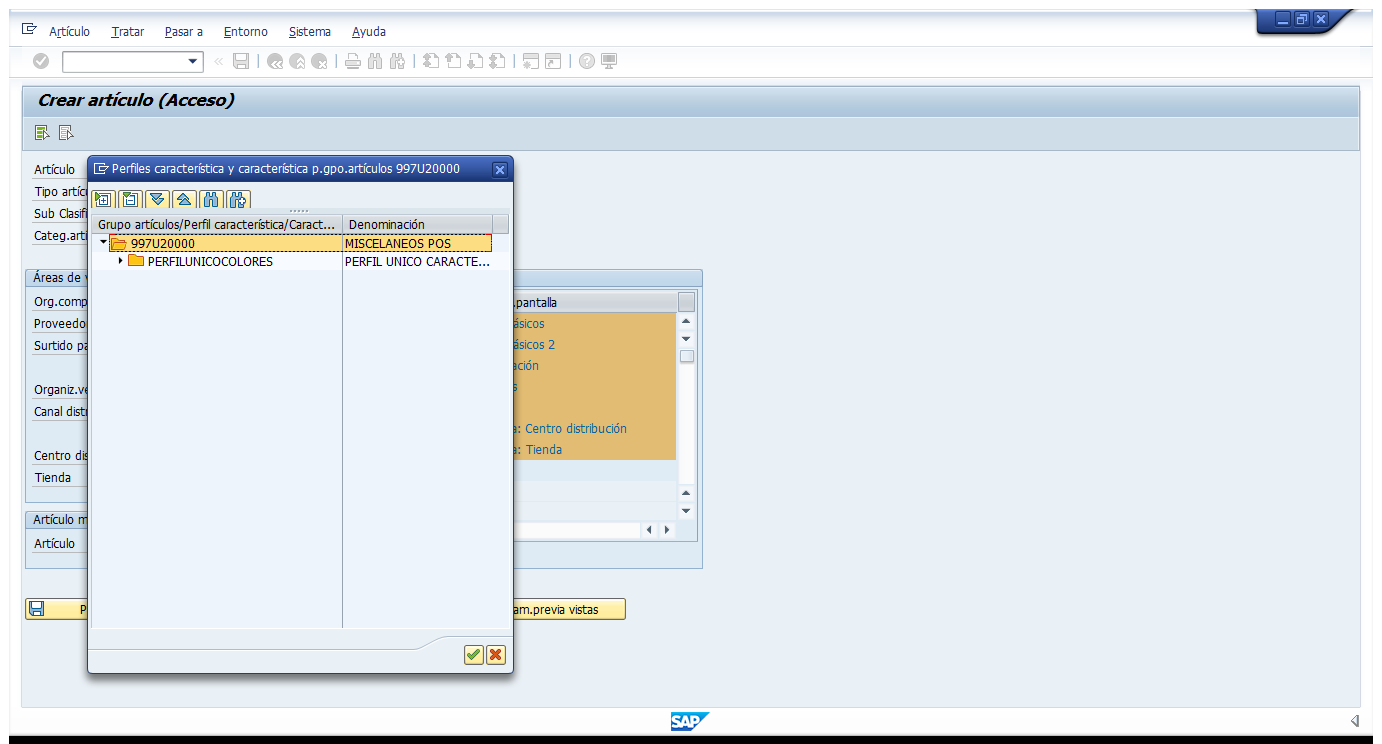 Artículo Tratar Pasar a Entorno Sistema Ayuda
Crear artículo (Acceso)
Artículo
Tipo artíc
Sub Clasifi
Categ.artí
Perfiles característica y característica p.gpo.artículos 997U20000
Grupo artículos/Perfil característica/Caract... Denominación
997U20000 MISCELANEOS POS
PERFILUNICOCOLORES PERFIL UNICO CARACTE...
Áreas de v
Org.comp
Proveedo
Surtido pa
Organiz.ve
Canal distr
Centro dis
Tienda
.pantalla
ásicos
ásicos 2
ación
s
a: Centro distribución
a: Tienda
Artículo m
Artículo
P
am.previa vistas
SAP